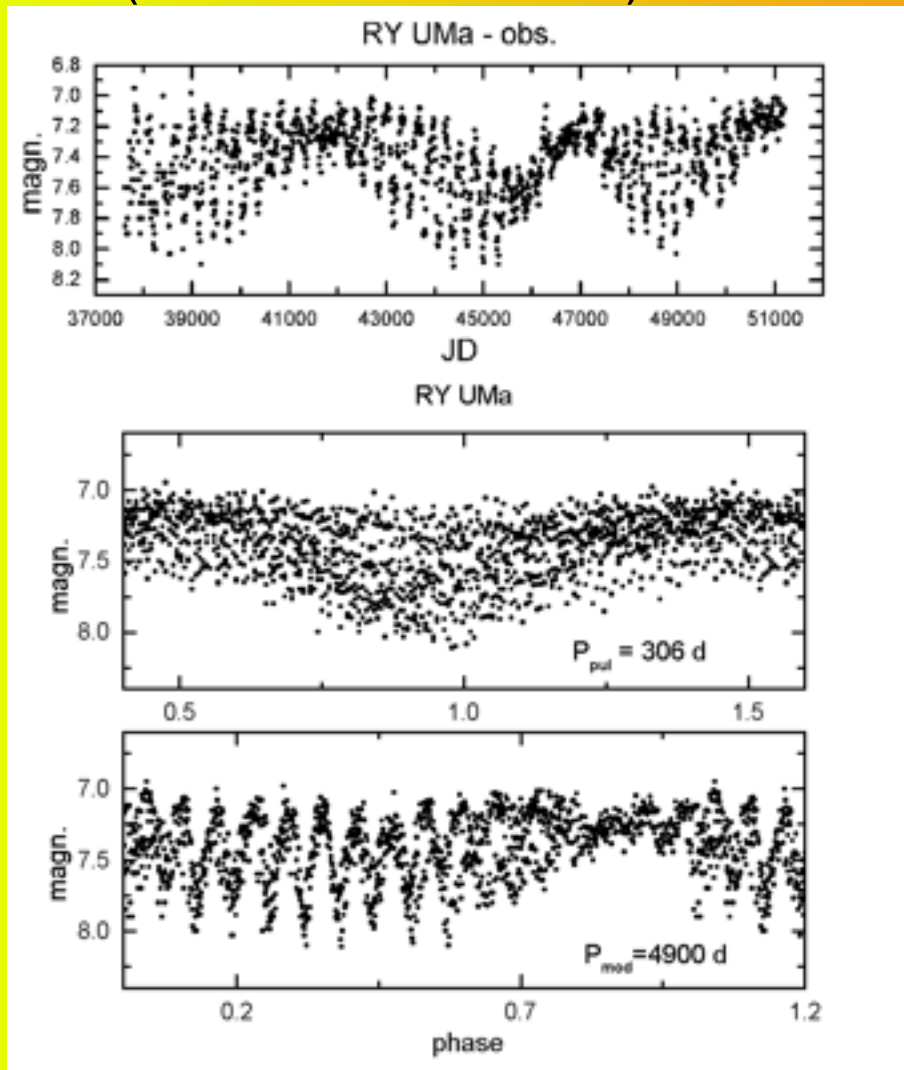 RY UMa - obs.
magn.
6.8
7.0
7.2
7.4
7.6
7.8
8.0
8.2
37000 39000 41000 43000 45000 47000 49000 51000
JD
RY UMa
magn.
7.0
7.5
8.0
P_pul = 306 d
0.5 1.0 1.5
magn.
7.0
7.5
8.0
P_mod=4900 d
0.2 0.7 1.2
phase